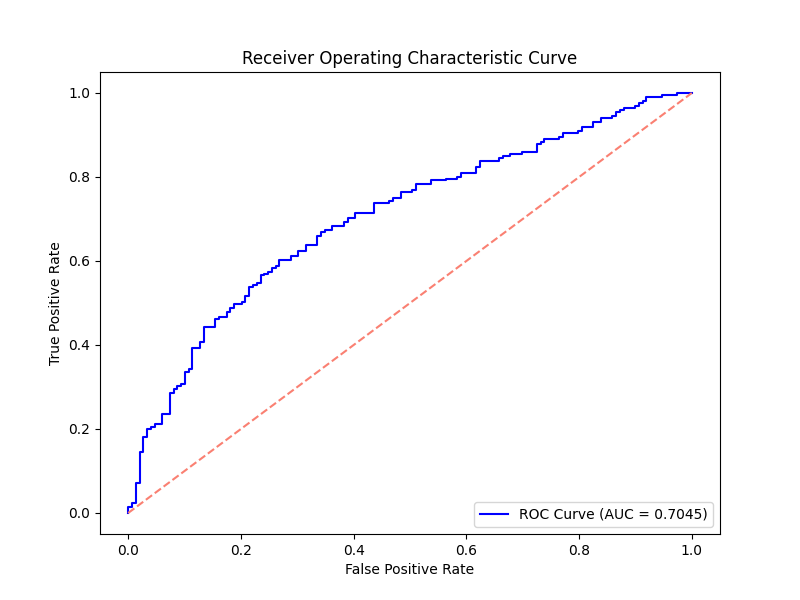 Receiver Operating Characteristic Curve
True Positive Rate
1.0
0.8
0.6
0.4
0.2
0.0
ROC Curve (AUC = 0.7045)
0.0 0.2 0.4 0.6 0.8 1.0
False Positive Rate